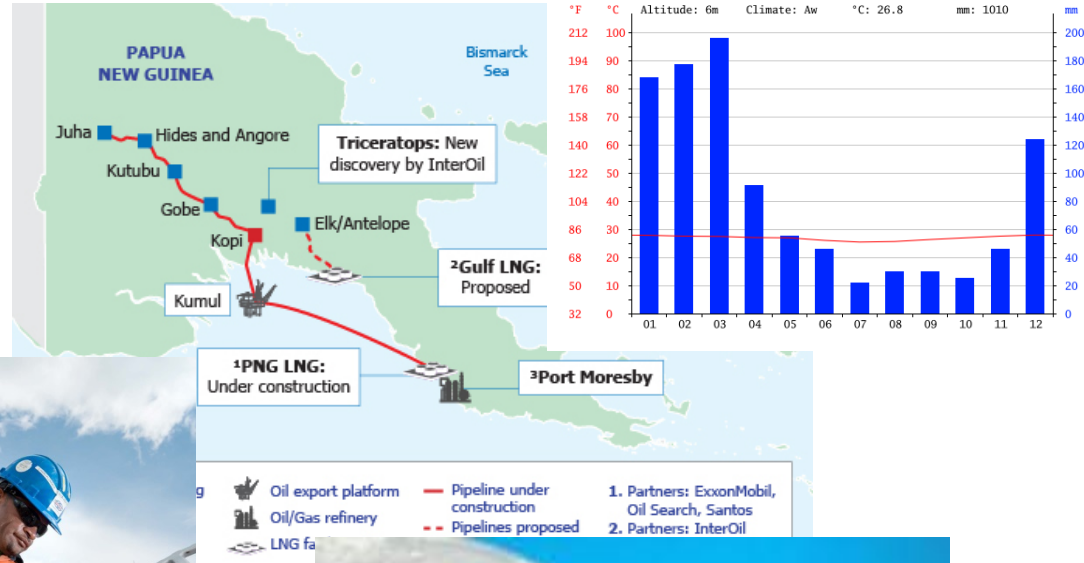 PAPUA
NEW GUINEA
Bismarck
Sea
Juha
Hides and Angore
Kutubu
Gobe
Kopi
Triceratops: New
discovery by InterOil
Elk/Antelope
²Gulf LNG:
Proposed
Kumul
¹PNG LNG:
Under construction
³Port Moresby
g
Oil export platform
Oil/Gas refinery
LNG fa
Pipeline under
construction
Pipelines proposed
1. Partners: ExxonMobil,
Oil Search, Santos
2. Partners: InterOil
°F °C Altitude: 6m Climate: Aw °C: 26.8 mm: 1010 mm
212 100 200
194 90 180
176 80 160
158 70 140
140 60 120
122 50 100
104 40 80
86 30 60
68 20 40
50 10 20
32 0 0
01 02 03 04 05 06 07 08 09 10 11 12